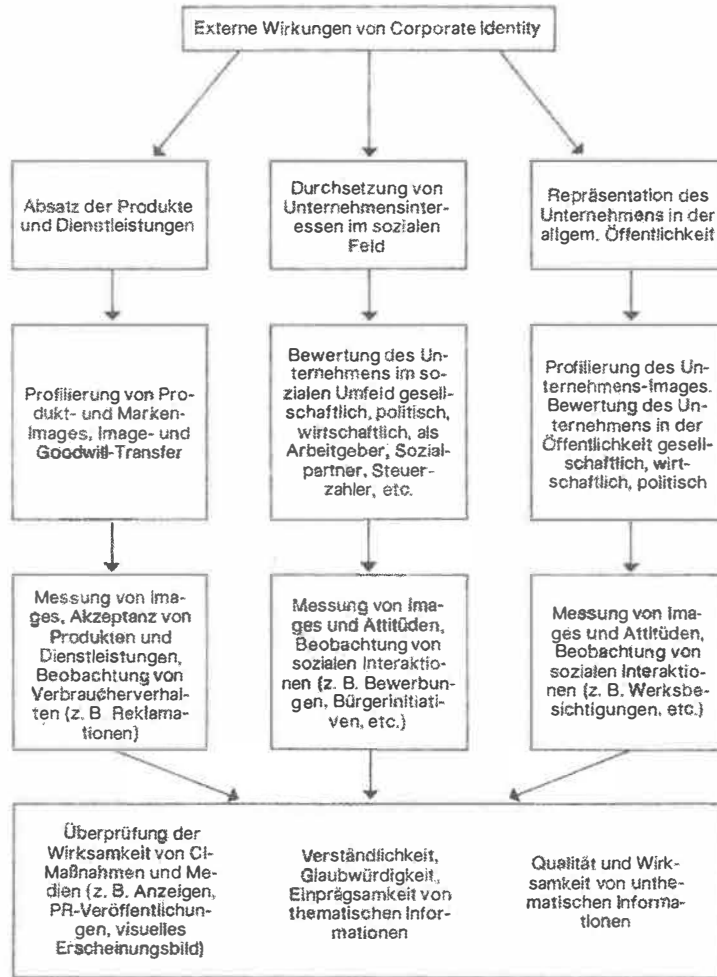 Externe Wirkungen von Corporate Identity
Absatz der Produkte
und Dienstleistungen
Durchsetzung von
Unternehmensinter-
essen im sozialen
Feld
Repräsentation des
Unternehmens in der
allgem. Öffentlichkeit
Profilierung von Pro-
dukt- und Marken-
Images, Image- und
Goodwill-Transfer
Bewertung des Un-
ternehmens im so-
zialen Umfeld gesell-
schaftlich, politisch,
wirtschaftlich, als
Arbeitgeber, Sozial-
partner, Steuer-
zahler, etc.
Profilierung des Un-
ternehmens-Images.
Bewertung des Un-
ternehmens in der
Öffentlichkeit gesell-
schaftlich, wirt-
schaftlich, politisch
Messung von Ima-
ges, Akzeptanz von
Produkten und
Dienstleistungen,
Beobachtung von
Verbraucherverhal-
ten (z. B. Reklama-
tionen)
Messung von Ima-
ges und Attitüden,
Beobachtung von
sozialen Interaktio-
nen (z. B. Bewerbun-
gen, Bürgerinitiati-
ven, etc.)
Messung von Ima-
ges und Attitüden,
Beobachtung von
sozialen Interaktio-
nen (z. B. Werksbe-
sichtigungen, etc.)
Überprüfung der
Wirksamkeit von CI-
Maßnahmen und Me-
dien (z. B. Anzeigen,
PR-Veröffentlichun-
gen, visuelles
Erscheinungsbild)
Verständlichkeit,
Glaubwürdigkeit,
Einprägsamkeit von
thematischen Infor-
mationen
Qualität und Wirk-
samkeit von unthe-
matischen Informa-
tionen